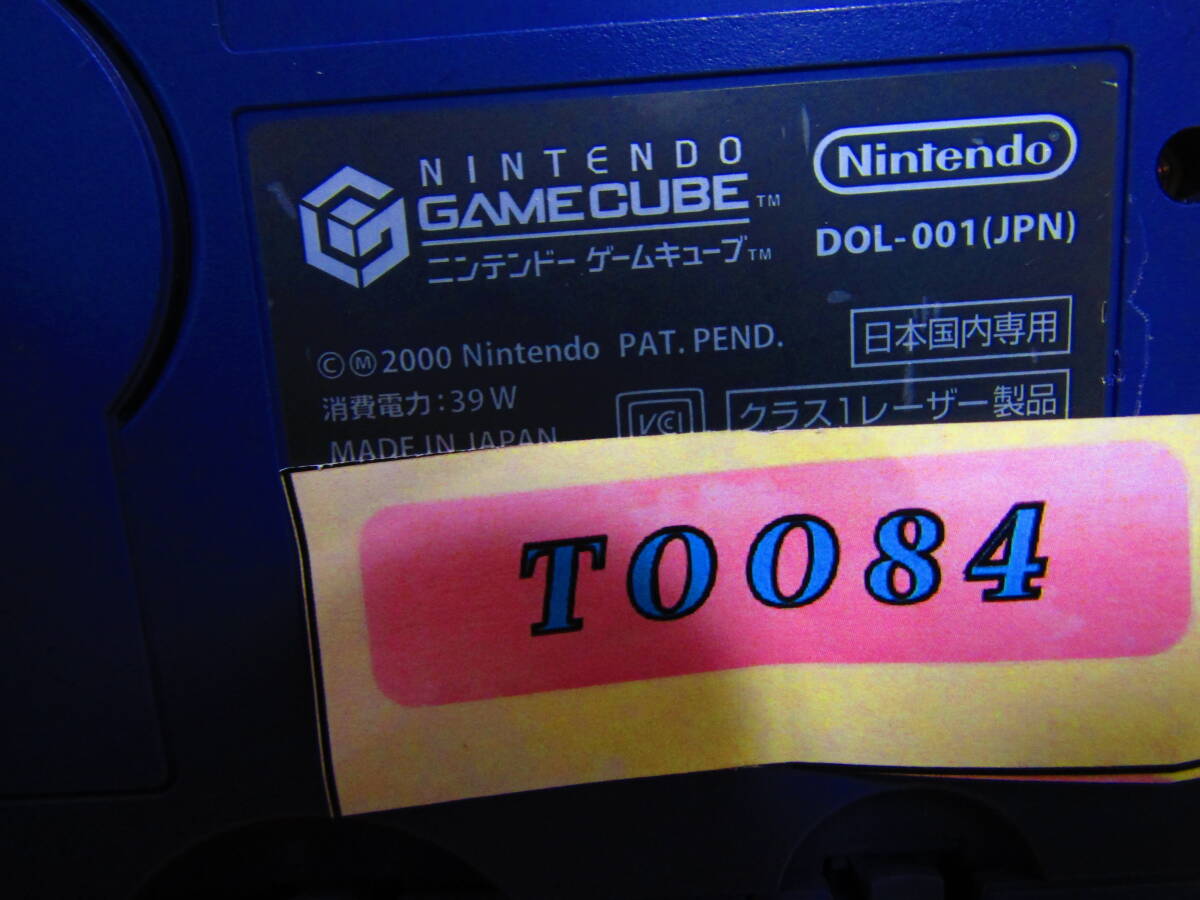 NINTENDO
GAMECUBE™
ニンテンドーゲームキューブ™
Nintendo®
DOL-001(JPN)
©Ⓜ2000 Nintendo PAT. PEND.
日本国内専用
消費電力:39W
VCI
クラス1レーザー製品
MADE IN JAPAN
T0084